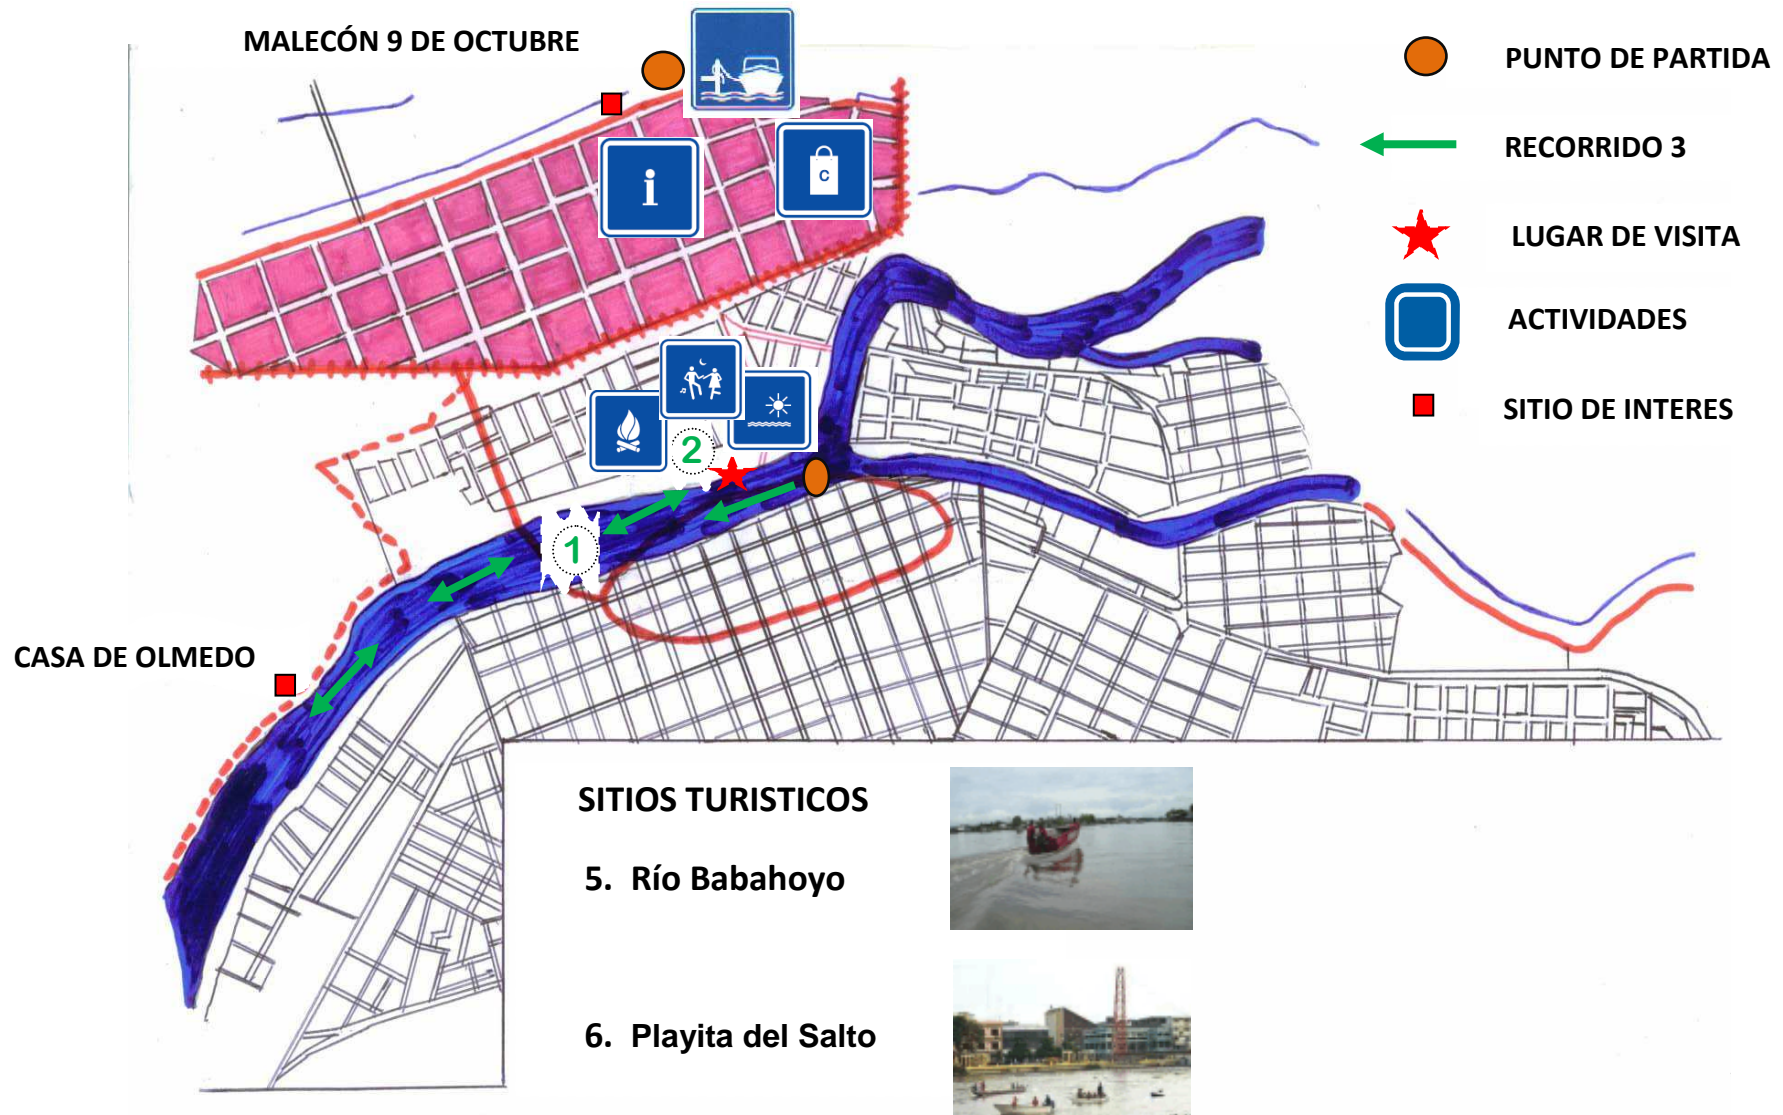 MALECÓN 9 DE OCTUBRE
PUNTO DE PARTIDA
RECORRIDO 3
i
C
LUGAR DE VISITA
ACTIVIDADES
SITIO DE INTERES
2
1
CASA DE OLMEDO
SITIOS TURISTICOS
5. Río Babahoyo
6. Playita del Salto